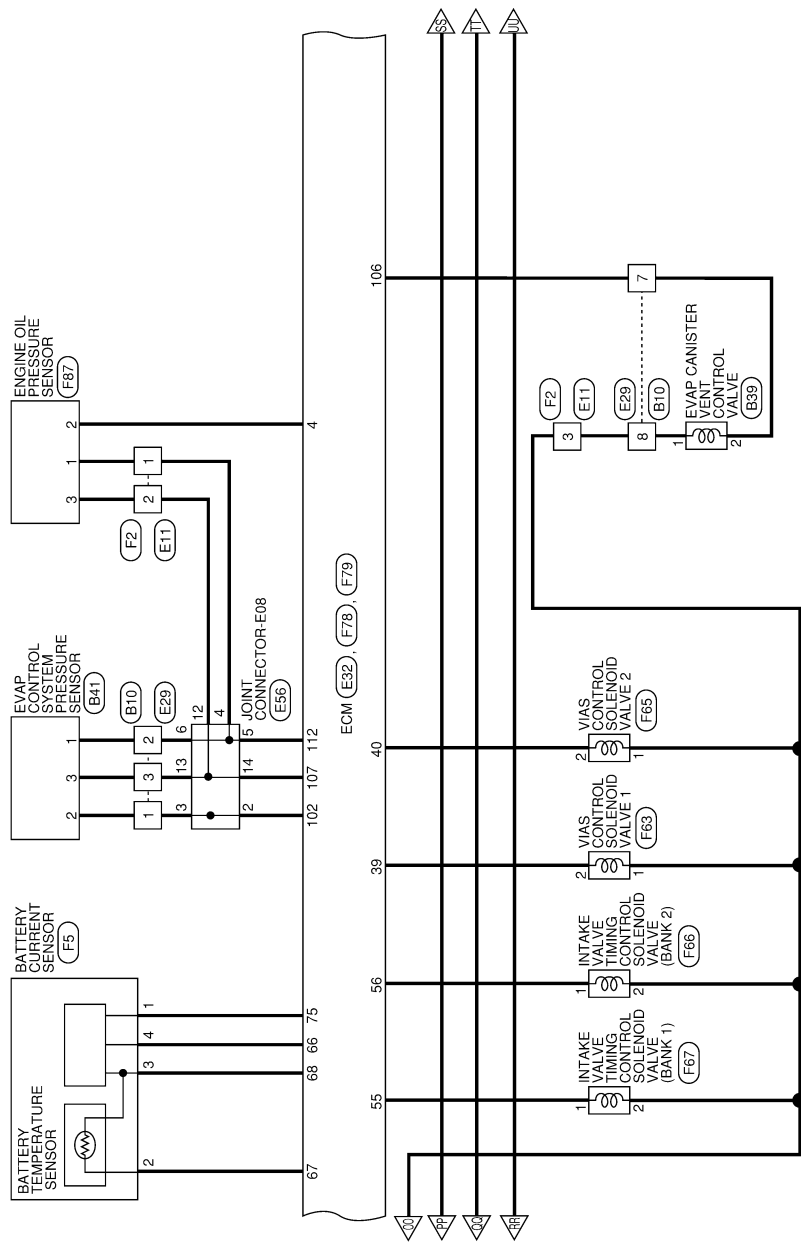 BATTERY
CURRENT
SENSOR
F5
BATTERY
TEMPERATURE
SENSOR
2
3
4
1
67
68
66
75
EVAP
CONTROL
SYSTEM
PRESSURE
SENSOR
B41
2
3
1
1
3
2
B10
E29
3
13
6
12
4
2
14
5
JOINT
CONNECTOR-E08
E56
102
107
112
ENGINE OIL
PRESSURE
SENSOR
F87
3
1
2
2
1
F2
E11
4
ECM E32 , F78 , F79
55
56
39
40
106
OO
PP
QQ
RR
SS
TT
UU
INTAKE
VALVE
TIMING
CONTROL
SOLENOID
VALVE
(BANK 1)
F67
1
2
INTAKE
VALVE
TIMING
CONTROL
SOLENOID
VALVE
(BANK 2)
F66
1
2
VIAS
CONTROL
SOLENOID
VALVE 1
F63
2
1
VIAS
CONTROL
SOLENOID
VALVE 2
F65
2
1
F2
E11
3
E29
B10
8
7
EVAP CANISTER
VENT
CONTROL
VALVE
B39
1
2